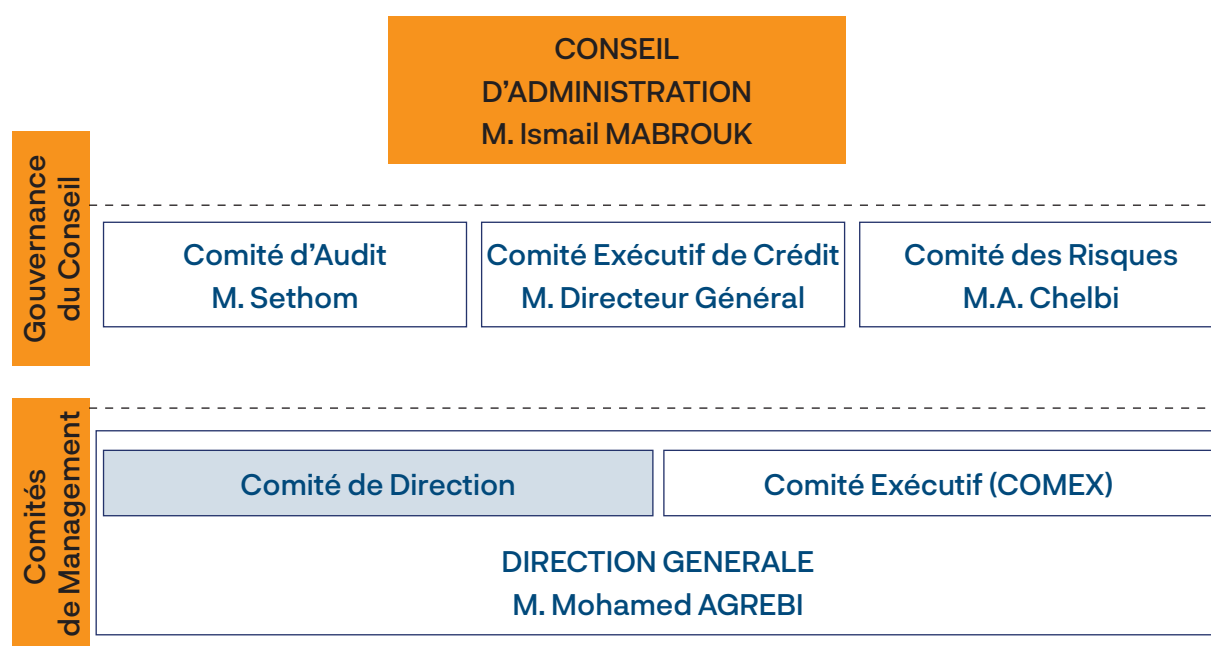 CONSEIL
D'ADMINISTRATION
M. Ismail MABROUK
Gouvernance
du Conseil
Comité d'Audit
M. Sethom
Comité Exécutif de Crédit
M. Directeur Général
Comité des Risques
M.A. Chelbi
Comités
de Management
Comité de Direction
Comité Exécutif (COMEX)
DIRECTION GENERALE
M. Mohamed AGREBI